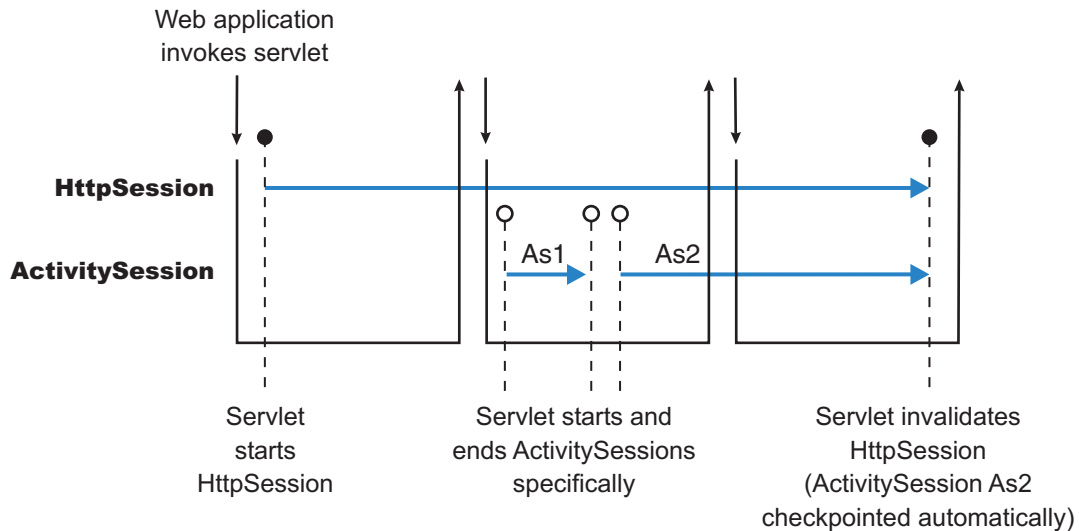 Web application
invokes servlet
HttpSession
As1
As2
ActivitySession
Servlet
starts
HttpSession
Servlet starts and
ends ActivitySessions
specifically
Servlet invalidates
HttpSession
(ActivitySession As2
checkpointed automatically)